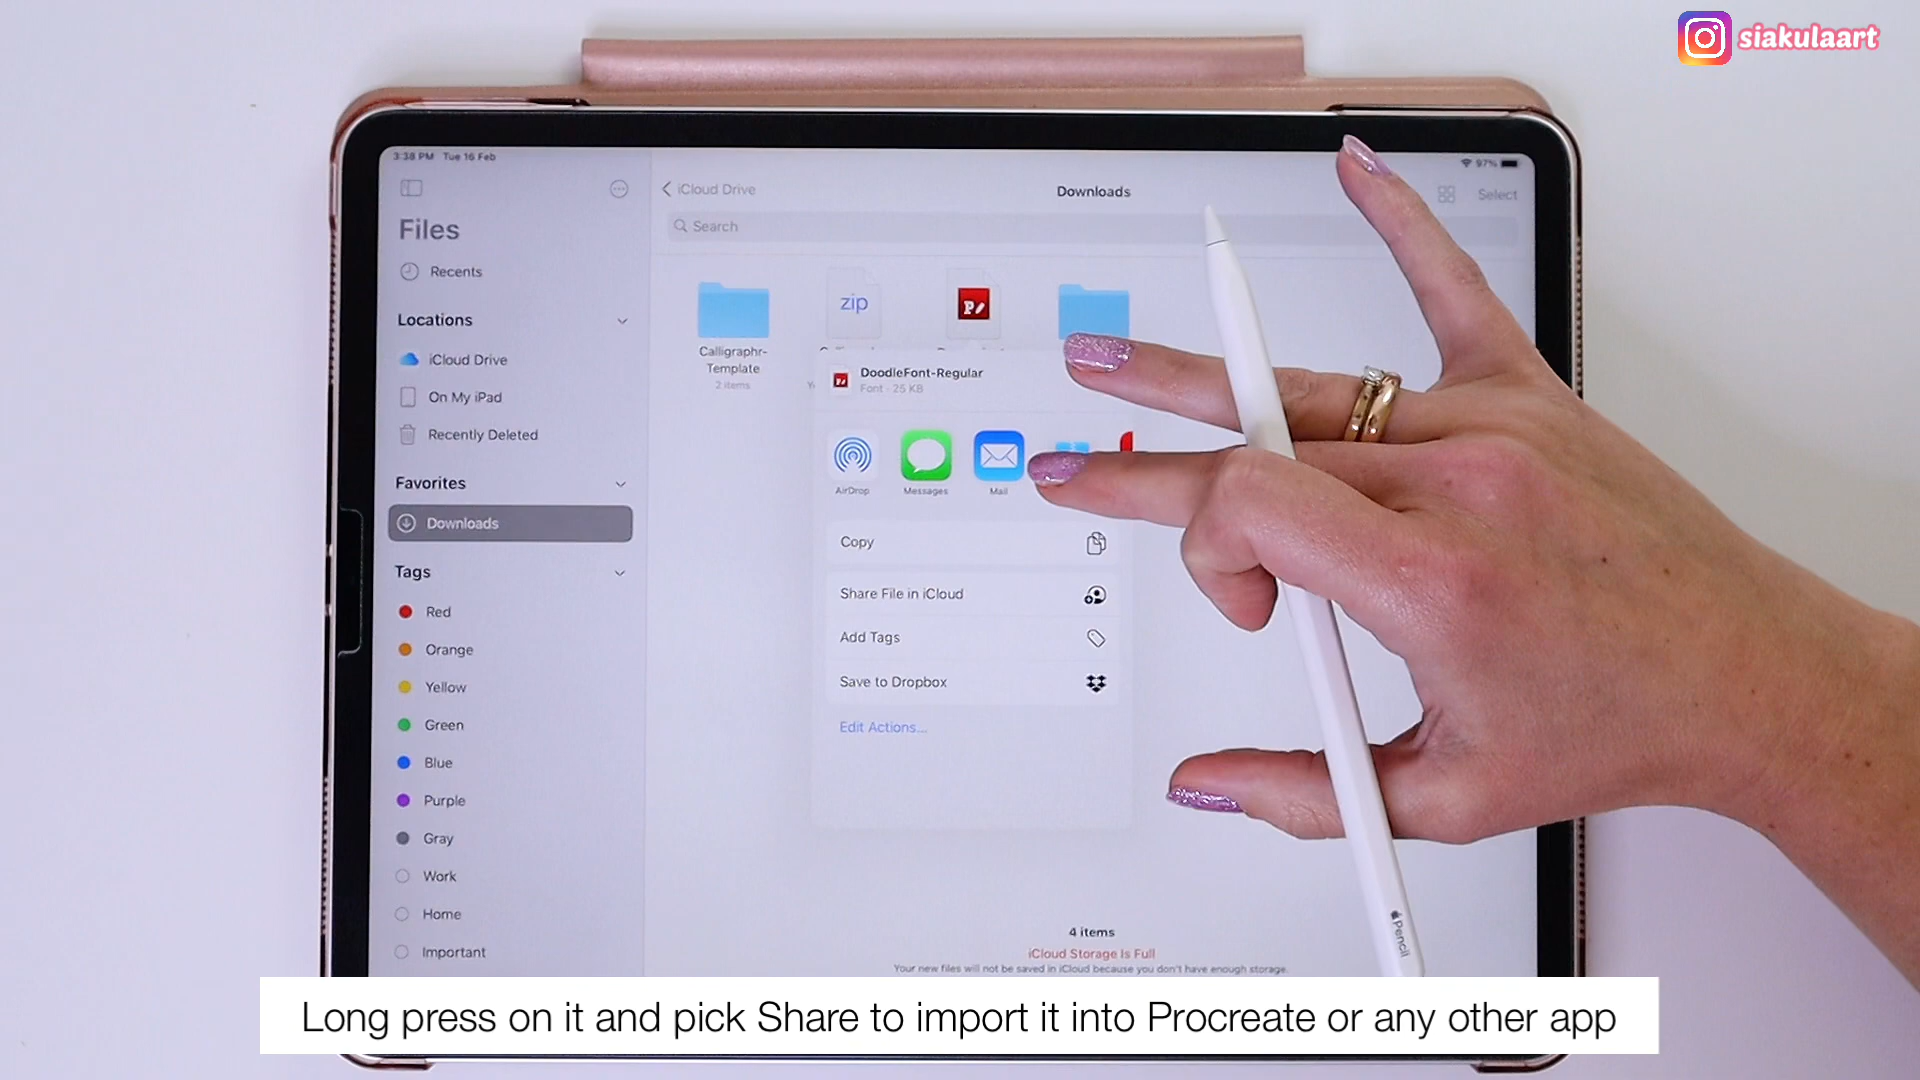 siakulaart
3:38 PM Tue 16 Feb
97%
Files
Recents
Locations
iCloud Drive
On My iPad
Recently Deleted
Favorites
Downloads
Tags
Red
Orange
Yellow
Green
Blue
Purple
Gray
Work
Home
Important
iCloud Drive
Downloads
Select
Search
zip
Calligraphr-
Template
2 items
DoodleFont-Regular
Font - 25 KB
AirDrop
Messages
Mail
Copy
Share File in iCloud
Add Tags
Save to Dropbox
Edit Actions...
4 items
iCloud Storage Is Full
Your new files will not be saved in iCloud because you don't have enough storage.
Pencil
Long press on it and pick Share to import it into Procreate or any other app